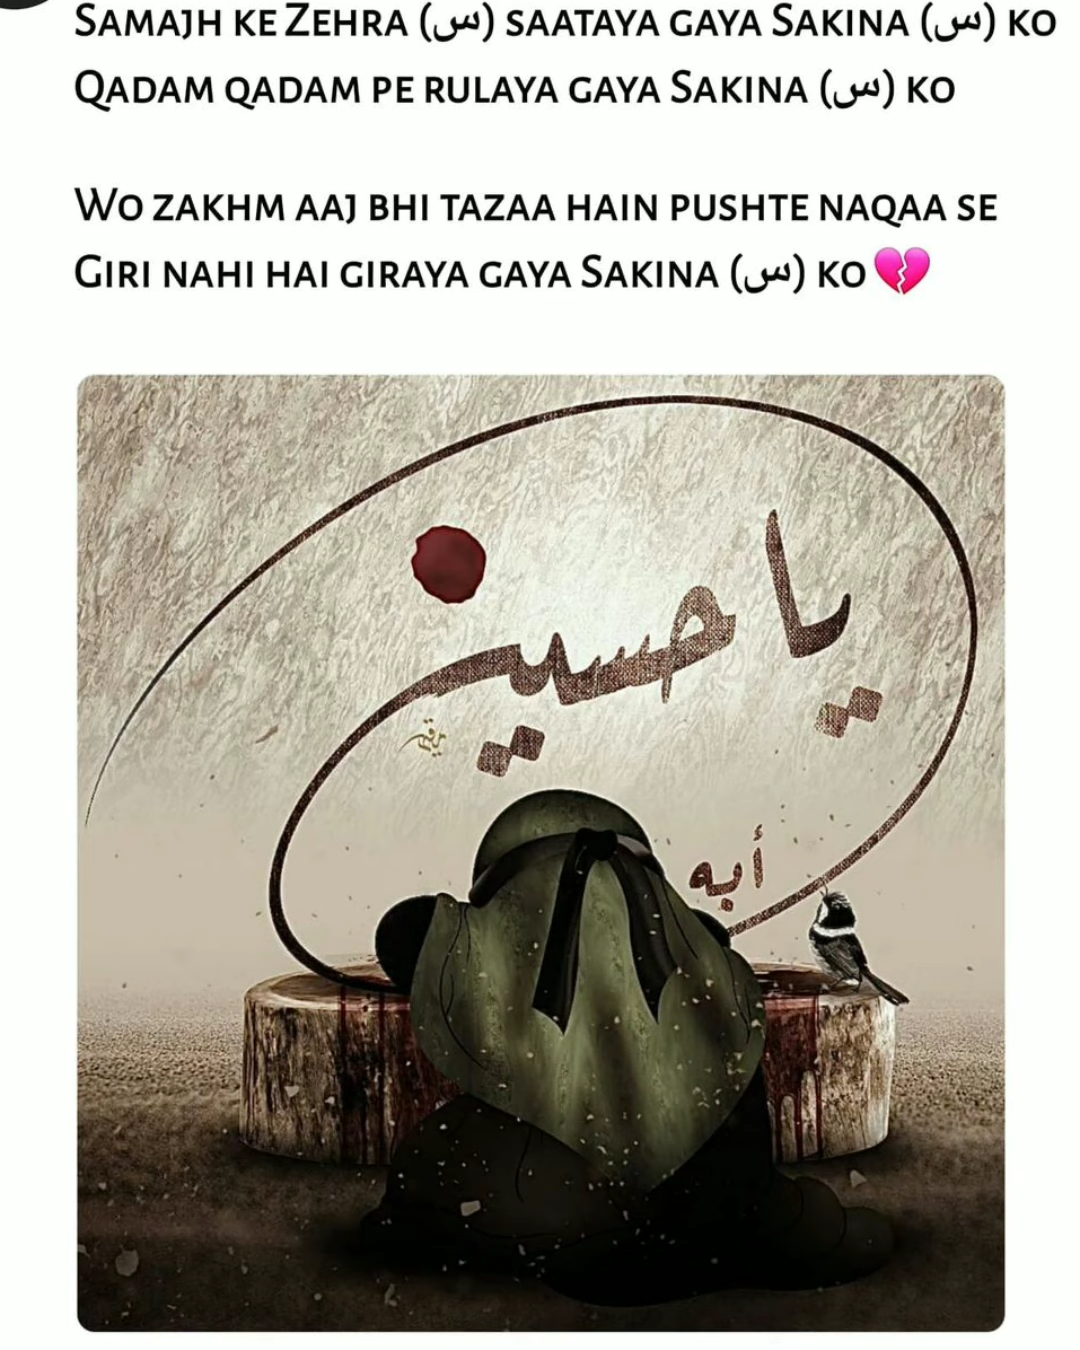 Samajh ke Zehra (س) saataya gaya Sakina (س) ko
Qadam qadam pe rulaya gaya Sakina (س) ko
Wo zakhm aaj bhi tazaa hain pushte naqaa se
Giri nahi hai giraya gaya Sakina (س) ko 💔
يا حسين
أبه